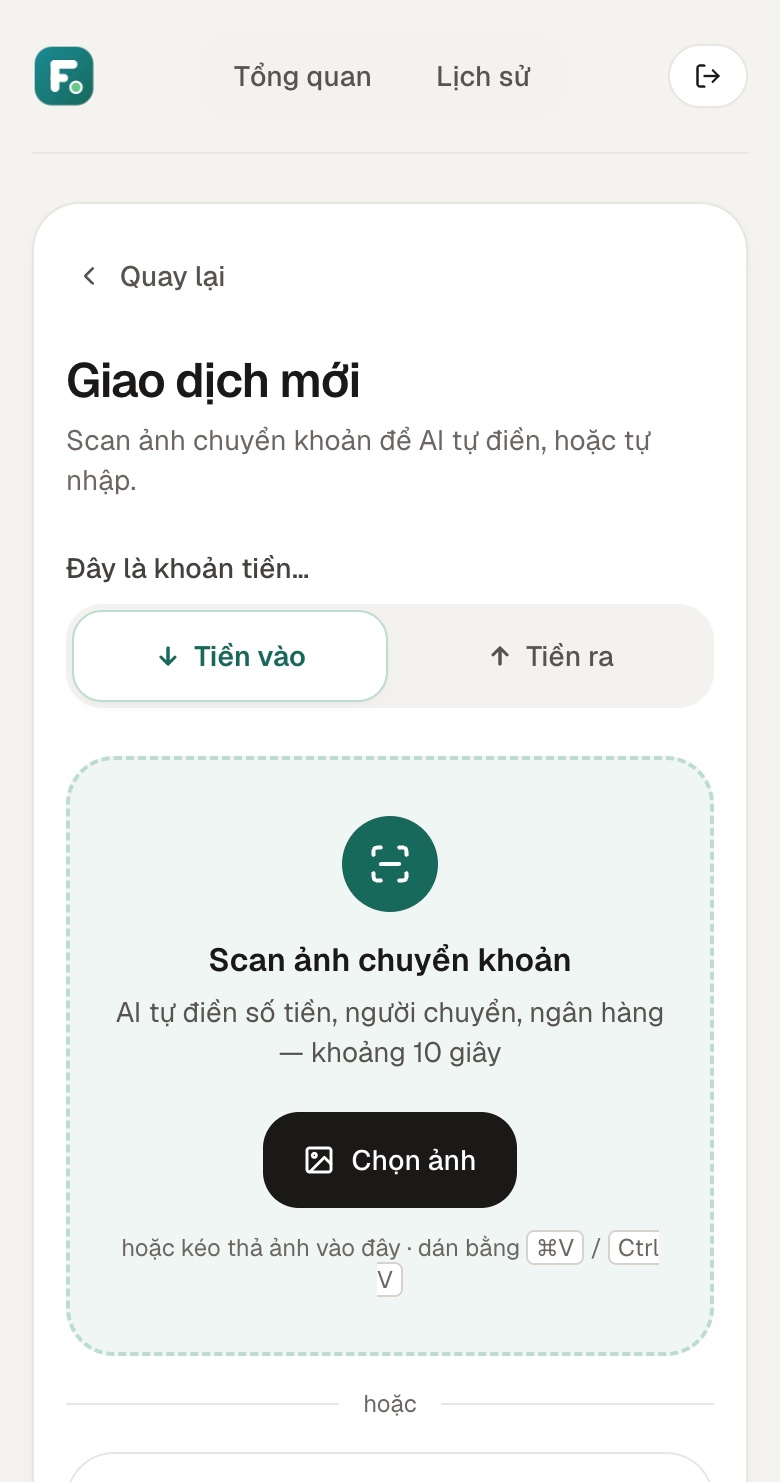 F.
Tổng quan Lịch sử
Quay lại
Giao dịch mới
Scan ảnh chuyển khoản để AI tự điền, hoặc tự
nhập.
Đây là khoản tiền…
↓ Tiền vào ↑ Tiền ra
Scan ảnh chuyển khoản
AI tự điền số tiền, người chuyển, ngân hàng
— khoảng 10 giây
Chọn ảnh
hoặc kéo thả ảnh vào đây · dán bằng ⌘V / Ctrl
V
hoặc